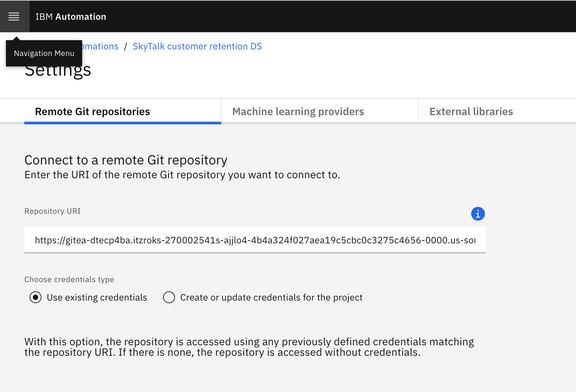 IBM Automation
Navigation Menu
omations / SkyTalk customer retention DS
Settings
Remote Git repositories
Machine learning providers
External libraries
Connect to a remote Git repository
Enter the URI of the remote Git repository you want to connect to.
Repository URI
https://gitea-dtecp4ba.itzroks-270002541s-ajjlo4-4b4a324f027aea19c5cbc0c3275c4656-0000.us-sou
Choose credentials type
Use existing credentials
Create or update credentials for the project
With this option, the repository is accessed using any previously defined credentials matching
the repository URI. If there is none, the repository is accessed without credentials.